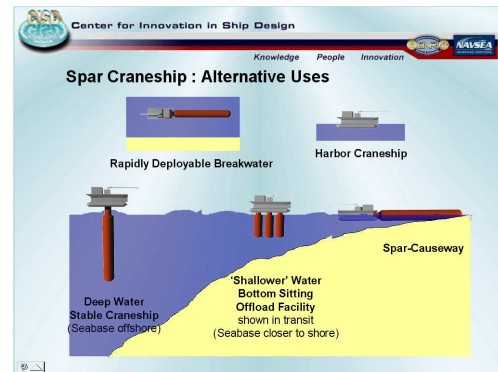 Center for Innovation in Ship Design
NAVSEA
Knowledge People Innovation
Spar Craneship : Alternative Uses
Rapidly Deployable Breakwater
Harbor Craneship
Spar-Causeway
Deep Water
Stable Craneship
(Seabase offshore)
'Shallower' Water
Bottom Sitting
Offload Facility
shown in transit
(Seabase closer to shore)